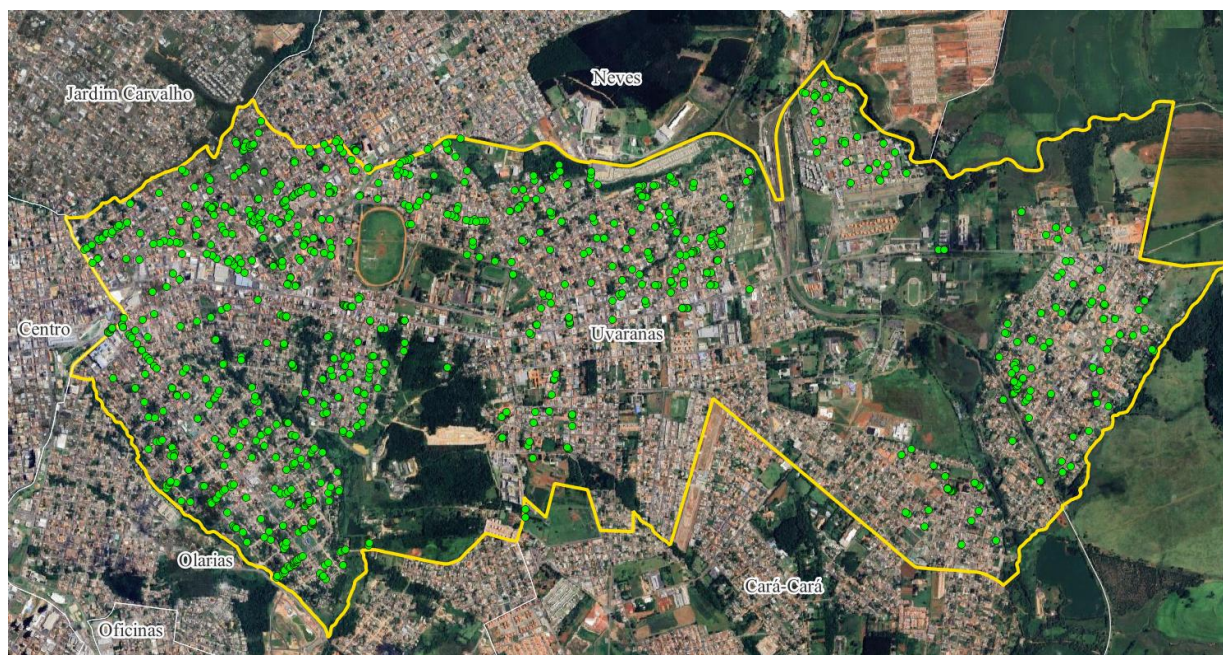 Neves
Jardim Carvalho
Centro
Uvaranas
Olarias
Cará-Cará
Oficinas